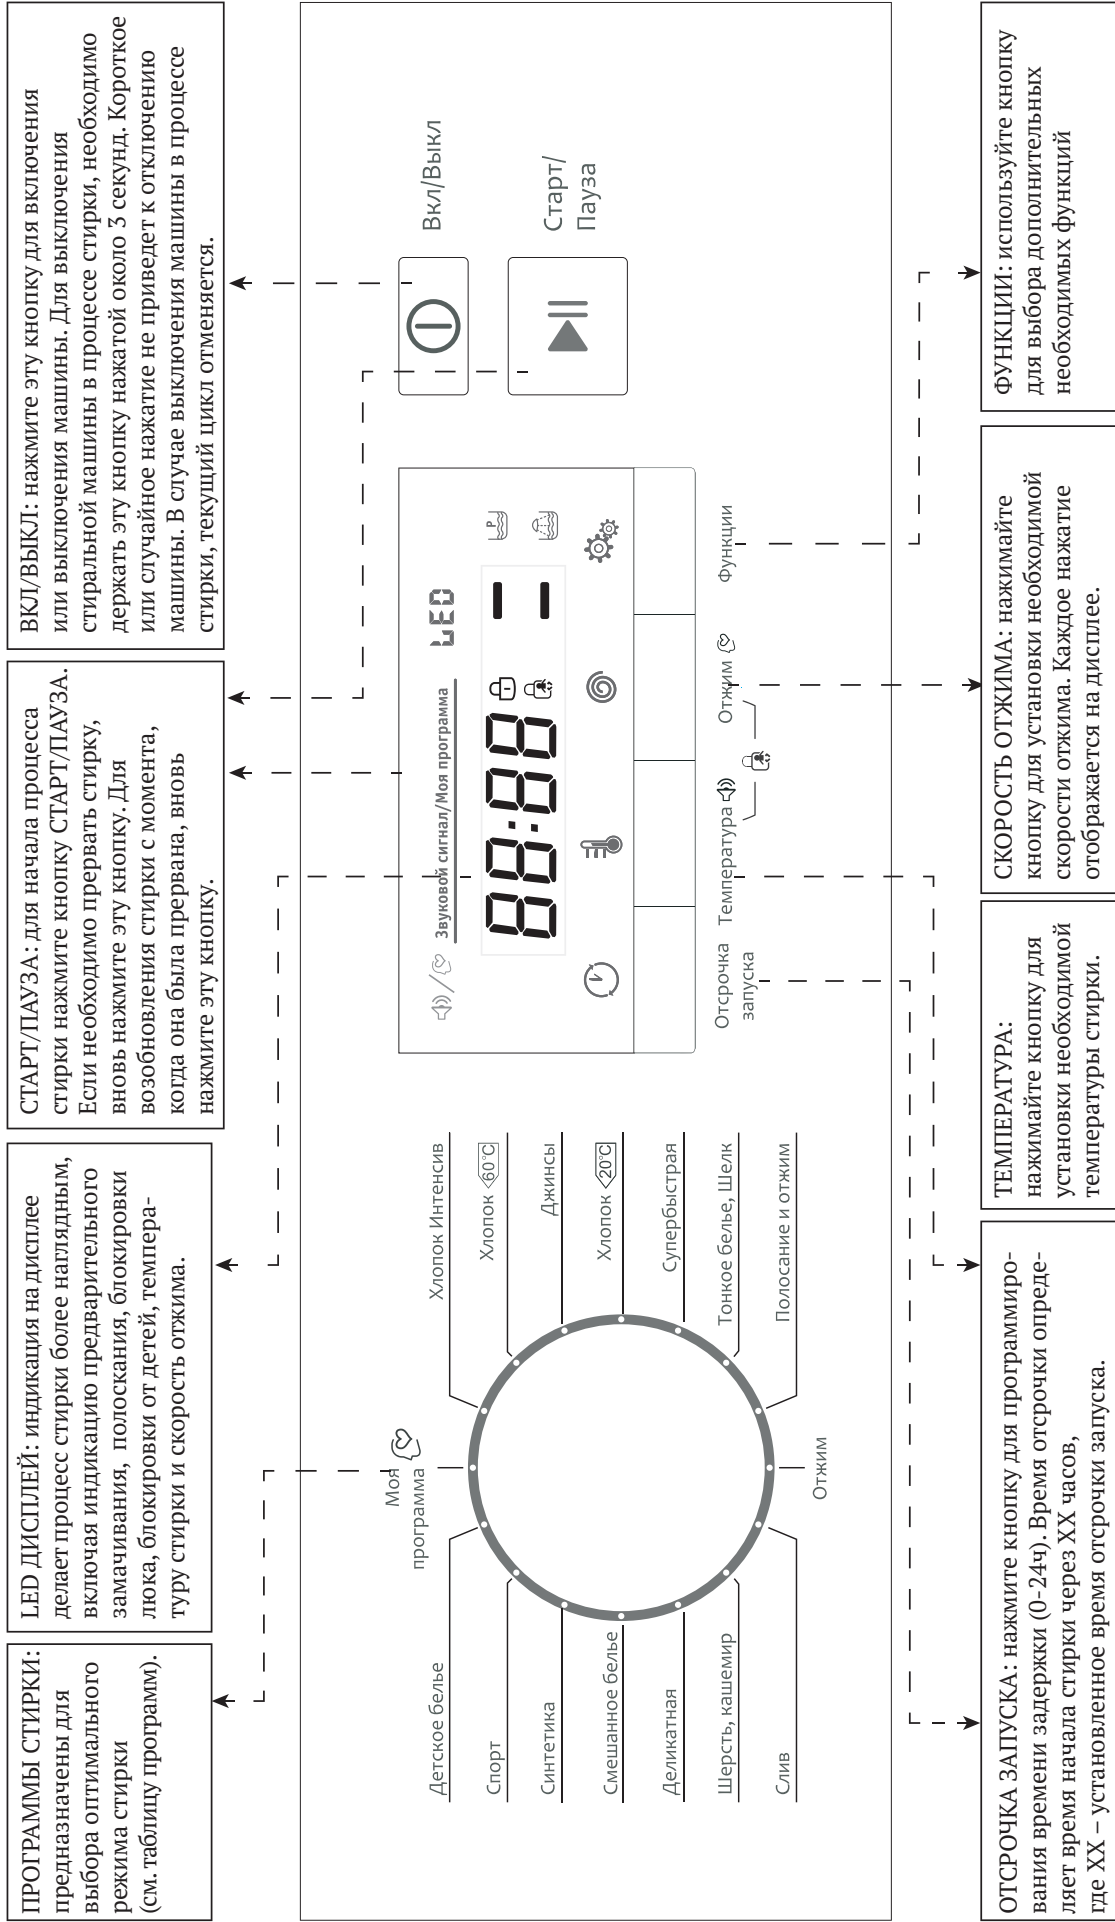 ПРОГРАММЫ СТИРКИ:
предназначены для
выбора оптимального
режима стирки
(см. таблицу программ).
LED ДИСПЛЕЙ: индикация на дисплее
делает процесс стирки более наглядным,
включая индикацию предварительного
замачивания, полоскания, блокировки
люка, блокировки от детей, темпера-
туру стирки и скорость отжима.
СТАРТ/ПАУЗА: для начала процесса
стирки нажмите кнопку СТАРТ/ПАУЗА.
Если необходимо прервать стирку,
вновь нажмите эту кнопку. Для
возобновления стирки с момента,
когда она была прервана, вновь
нажмите эту кнопку.
ВКЛ/ВЫКЛ: нажмите эту кнопку для включения
или выключения машины. Для выключения
стиральной машины в процессе стирки, необходимо
держать эту кнопку нажатой около 3 секунд. Короткое
или случайное нажатие не приведет к отключению
машины. В случае выключения машины в процессе
стирки, текущий цикл отменяется.
Моя
программа
Детское белье
Спорт
Синтетика
Смешанное белье
Деликатная
Шерсть, кашемир
Слив
Отжим
Хлопок Интенсив
Хлопок 60°C
Джинсы
Хлопок 20°C
Супербыстрая
Тонкое белье, Шелк
Полосание и отжим
Звуковой сигнал/Моя программа
LED
88:88
P
Отсрочка
запуска
Температура
Отжим
Функции
Вкл/Выкл
Старт/
Пауза
ОТСРОЧКА ЗАПУСКА: нажмите кнопку для программиро-
вания времени задержки (0-24ч). Время отсрочки опреде-
ляет время начала стирки через XX часов,
где XX – установленное время отсрочки запуска.
ТЕМПЕРАТУРА:
нажимайте кнопку для
установки необходимой
температуры стирки.
СКОРОСТЬ ОТЖИМА: нажимайте
кнопку для установки необходимой
скорости отжима. Каждое нажатие
отображается на дисплее.
ФУНКЦИИ: используйте кнопку
для выбора дополнительных
необходимых функций